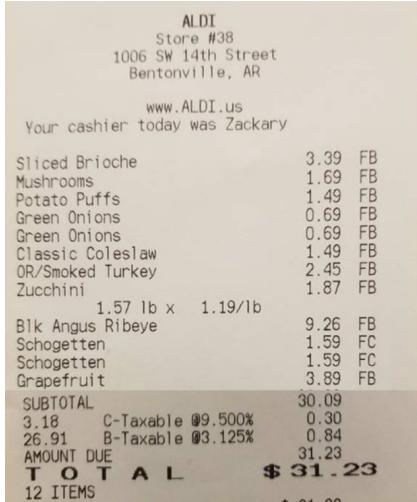 ALDI
Store #38
1006 SW 14th Street
Bentonville, AR
www.ALDI.us
Your cashier today was Zackary
Sliced Brioche 3.39 FB
Mushrooms 1.69 FB
Potato Puffs 1.49 FB
Green Onions 0.69 FB
Green Onions 0.69 FB
Classic Coleslaw 1.49 FB
OR/Smoked Turkey 2.45 FB
Zucchini 1.87 FB
1.57 lb x 1.19/lb
Blk Angus Ribeye 9.26 FB
Schogetten 1.59 FC
Schogetten 1.59 FC
Grapefruit 3.89 FB
SUBTOTAL 30.09
3.18 C-Taxable @9.500% 0.30
26.91 B-Taxable @3.125% 0.84
AMOUNT DUE 31.23
TOTAL $31.23
12 ITEMS